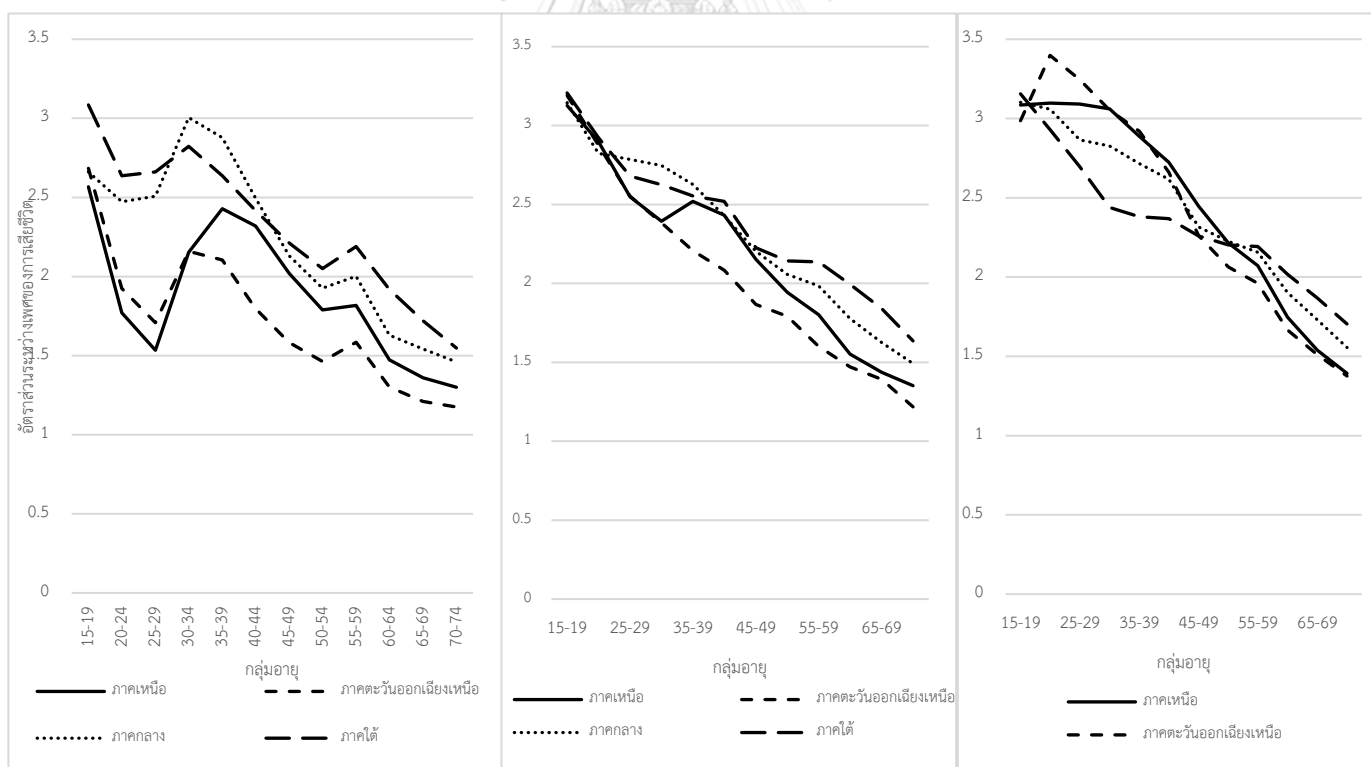 อัตราส่วนระหว่างเพศของการเสียชีวิต
3.5
3
2.5
2
1.5
1
0.5
0
15-19
20-24
25-29
30-34
35-39
40-44
45-49
50-54
55-59
60-64
65-69
70-74
กลุ่มอายุ
ภาคเหนือ
ภาคตะวันออกเฉียงเหนือ
ภาคกลาง
ภาคใต้
3.5
3
2.5
2
1.5
1
0.5
0
15-19 25-29 35-39 45-49 55-59 65-69
กลุ่มอายุ
ภาคเหนือ
ภาคตะวันออกเฉียงเหนือ
ภาคกลาง
ภาคใต้
3.5
3
2.5
2
1.5
1
0.5
0
15-19 25-29 35-39 45-49 55-59 65-69
กลุ่มอายุ
ภาคเหนือ
ภาคตะวันออกเฉียงเหนือ